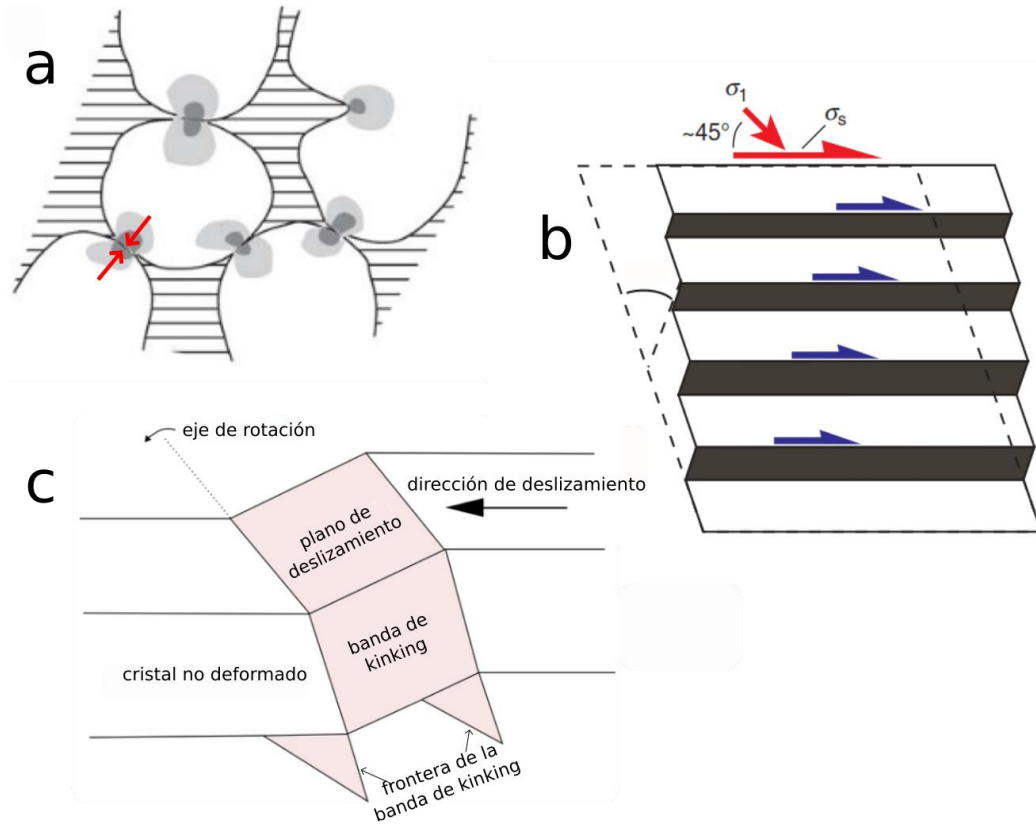 a
σ1
~45°
σs
b
c
eje de rotación
dirección de deslizamiento
plano de
deslizamiento
banda de
kinking
cristal no deformado
frontera de la
banda de kinking